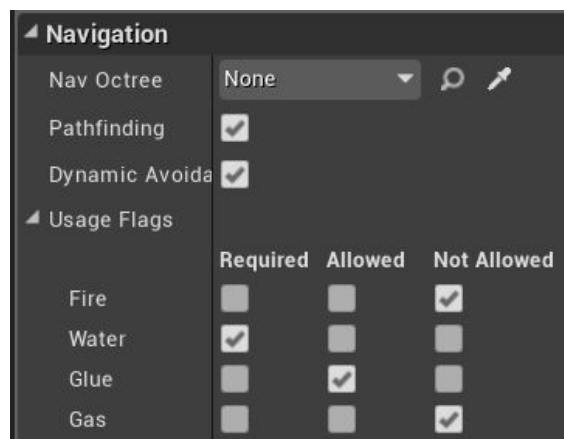 Navigation
Nav Octree None
Pathfinding
Dynamic Avoida
Usage Flags
Required Allowed Not Allowed
Fire
Water
Glue
Gas